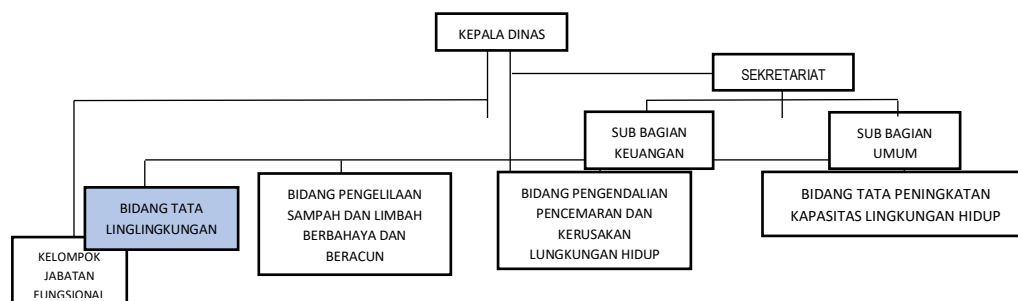 KEPALA DINAS
SEKRETARIAT
SUB BAGIAN
KEUANGAN
SUB BAGIAN
UMUM
BIDANG TATA
LINGLINGKUNGAN
BIDANG PENGELILAAN
SAMPAH DAN LIMBAH
BERBAHAYA DAN
BERACUN
BIDANG PENGENDALIAN
PENCEMARAN DAN
KERUSAKAN
LUNGKUNGAN HIDUP
BIDANG TATA PENINGKATAN
KAPASITAS LINGKUNGAN HIDUP
KELOMPOK
JABATAN
FUNGSIONAL